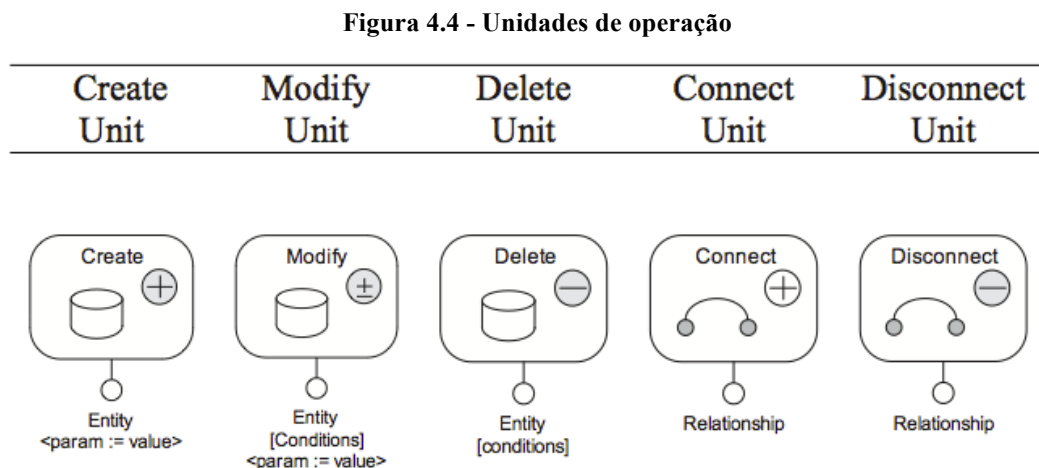 Figura 4.4 - Unidades de operação
Create Modify Delete Connect Disconnect
Unit Unit Unit Unit Unit
Create Modify Delete Connect Disconnect
Entity Entity Entity Relationship Relationship
<param := value> [Conditions] [conditions]
<param := value>